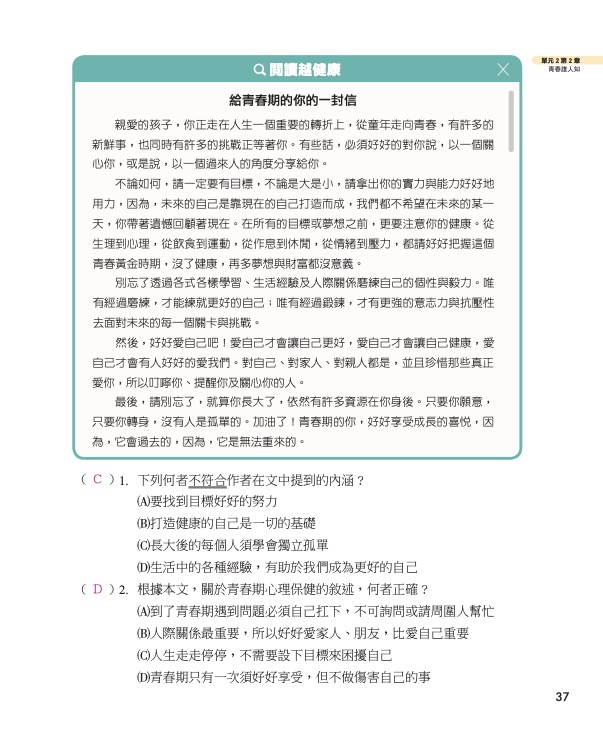 單元 2 第 2 章
青春誰人知
閱讀越健康
給青春期的你的一封信
親愛的孩子，你正走在人生一個重要的轉折上，從童年走向青春，有許多的
新鮮事，也同時有許多的挑戰正等著你。有些話，必須好好的對你說，以一個關
心你，或是說，以一個過來人的角度分享給你。
不論如何，請一定要有目標，不論是大是小，請拿出你的實力與能力好好地
用力，因為，未來的自己是靠現在的自己打造而成，我們都不希望在未來的某一
天，你帶著遺憾回顧著現在。在所有的目標或夢想之前，更要注意你的健康。從
生理到心理，從飲食到運動，從作息到休閒，從情緒到壓力，都請好好把握這個
青春黃金時期，沒了健康，再多夢想與財富都沒意義。
別忘了透過各式各樣學習、生活經驗及人際關係磨練自己的個性與毅力。唯
有經過磨練，才能練就更好的自己；唯有經過鍛鍊，才有更強的意志力與抗壓性
去面對未來的每一個關卡與挑戰。
然後，好好愛自己吧！愛自己才會讓自己更好，愛自己才會讓自己健康，愛
自己才會有人好好的愛我們。對自己、對家人、對親人都是，並且珍惜那些真正
愛你，所以叮嚀你、提醒你及關心你的人。
最後，請別忘了，就算你長大了，依然有許多資源在你身後。只要你願意，
只要你轉身，沒有人是孤單的。加油了！青春期的你，好好享受成長的喜悅，因
為，它會過去的，因為，它是無法重來的。
（ C ）1. 下列何者不符合作者在文中提到的內涵？
(A)要找到目標好好的努力
(B)打造健康的自己是一切的基礎
(C)長大後的每個人須學會獨立孤單
(D)生活中的各種經驗，有助於我們成為更好的自己
（ D ）2. 根據本文，關於青春期心理保健的敘述，何者正確？
(A)到了青春期遇到問題必須自己扛下，不可詢問或請周圍人幫忙
(B)人際關係最重要，所以好好愛家人、朋友，比愛自己重要
(C)人生走走停停，不需要設下目標來困擾自己
(D)青春期只有一次須好好享受，但不做傷害自己的事
37